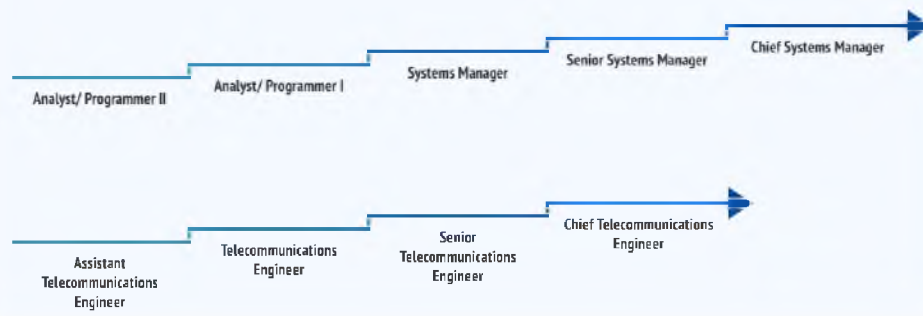 Analyst/ Programmer II
Analyst/ Programmer I
Systems Manager
Senior Systems Manager
Chief Systems Manager
Assistant
Telecommunications
Engineer
Telecommunications
Engineer
Senior
Telecommunications
Engineer
Chief Telecommunications
Engineer